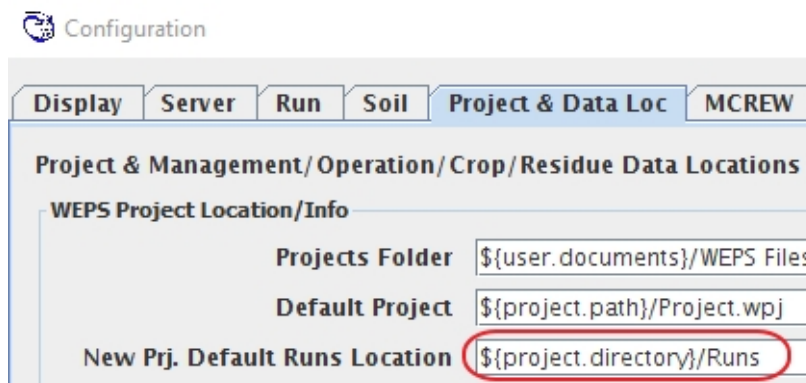 Configuration
Display Server Run Soil Project & Data Loc MCREW
Project & Management/Operation/Crop/Residue Data Locations
WEPS Project Location/Info
Projects Folder ${user.documents}/WEPS Files
Default Project ${project.path}/Project.wpj
New Prj. Default Runs Location ${project.directory}/Runs